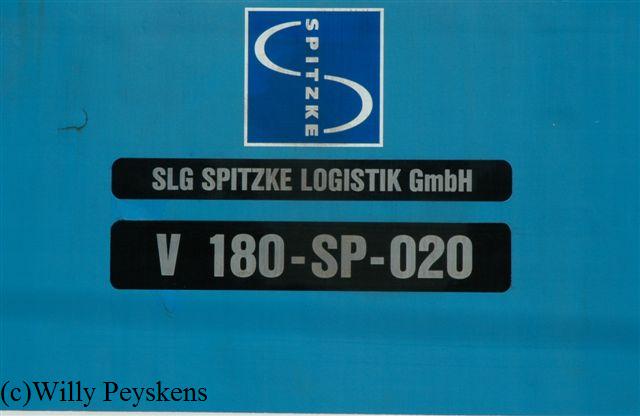 SPITZKE
SLG SPITZKE LOGISTIK GmbH
V 180-SP-020
(c)Willy Peyskens